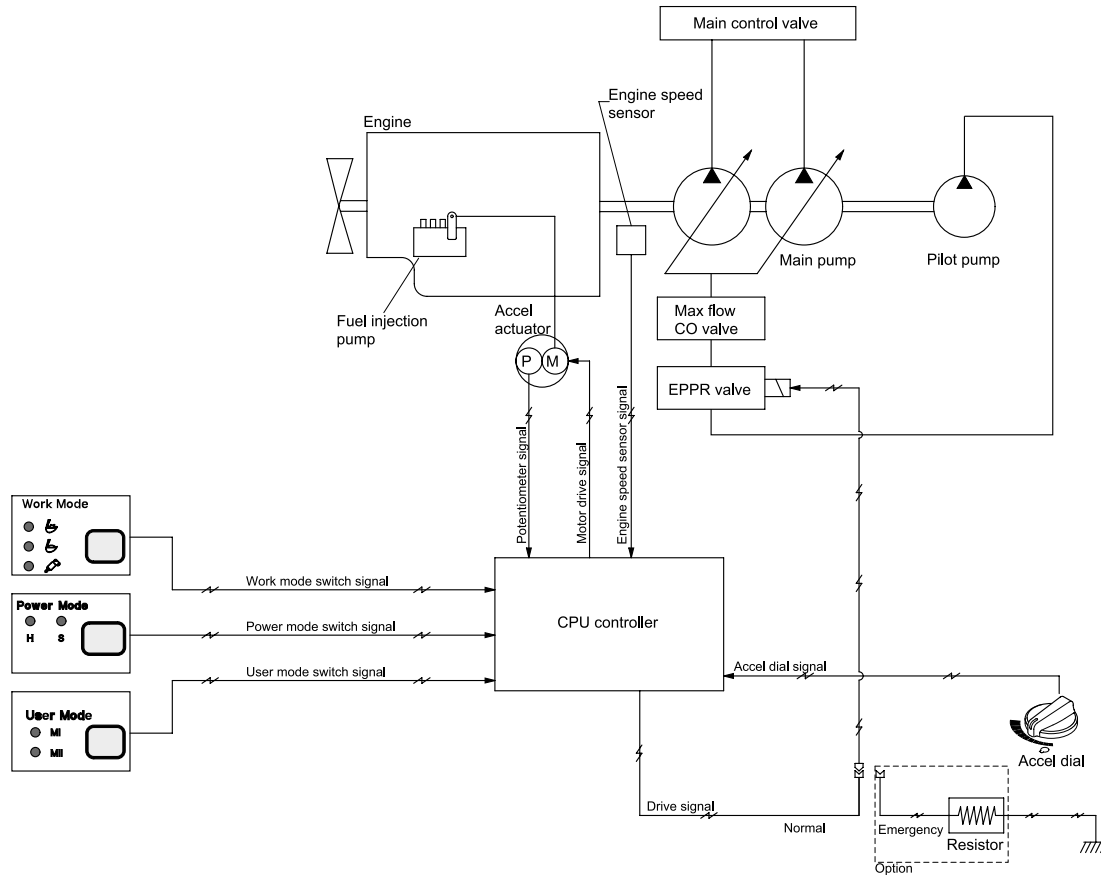 Main control valve
Engine speed
sensor
Engine
Main pump
Pilot pump
Fuel injection
pump
Accel
actuator
P
M
Max flow
CO valve
EPPR valve
Potentiometer signal
Motor drive signal
Engine speed sensor signal
Work Mode
Work mode switch signal
Power Mode
H
S
Power mode switch signal
CPU controller
User mode switch signal
User Mode
MI
MII
Accel dial signal
Accel dial
Drive signal
Normal
Emergency
Resistor
Option